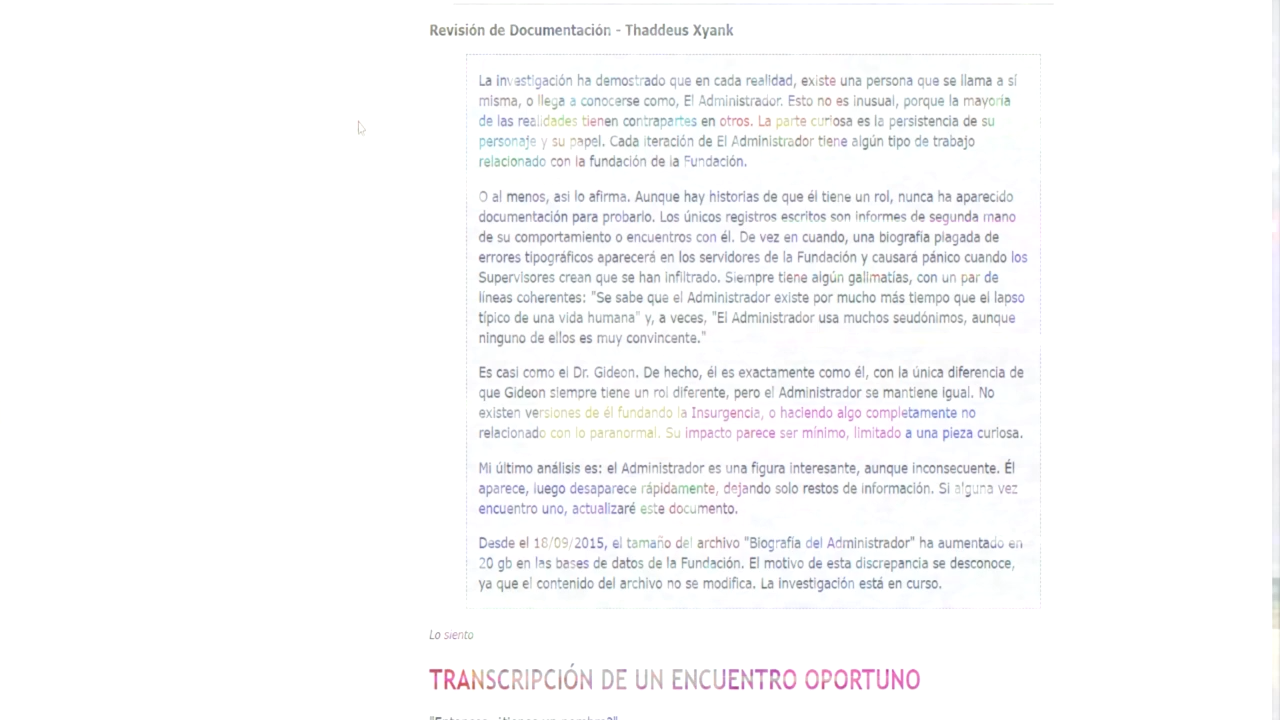 Revisión de Documentación - Thaddeus Xyank
La investigación ha demostrado que en cada realidad, existe una persona que se llama a sí
misma, o llega a conocerse como, El Administrador. Esto no es inusual, porque la mayoría
de las realidades tienen contrapartes en otros. La parte curiosa es la persistencia de su
personaje y su papel. Cada iteración de El Administrador tiene algún tipo de trabajo
relacionado con la fundación de la Fundación.
O al menos, asi lo afirma. Aunque hay historias de que él tiene un rol, nunca ha aparecido
documentación para probarlo. Los únicos registros escritos son informes de segunda mano
de su comportamiento o encuentros con él. De vez en cuando, una biografía plagada de
errores tipográficos aparecerá en los servidores de la Fundación y causará pánico cuando los
Supervisores crean que se han infiltrado. Siempre tiene algún galimatías, con un par de
líneas coherentes: "Se sabe que el Administrador existe por mucho más tiempo que el lapso
típico de una vida humana" y, a veces, "El Administrador usa muchos seudónimos, aunque
ninguno de ellos es muy convincente."
Es casi como el Dr. Gideon. De hecho, él es exactamente como él, con la única diferencia de
que Gideon siempre tiene un rol diferente, pero el Administrador se mantiene igual. No
existen versiones de él fundando la Insurgencia, o haciendo algo completamente no
relacionado con lo paranormal. Su impacto parece ser mínimo, limitado a una pieza curiosa.
Mi último análisis es: el Administrador es una figura interesante, aunque inconsecuente. Él
aparece, luego desaparece rápidamente, dejando solo restos de información. Si alguna vez
encuentro uno, actualizaré este documento.
Desde el 18/09/2015, el tamaño del archivo "Biografía del Administrador" ha aumentado en
20 gb en las bases de datos de la Fundación. El motivo de esta discrepancia se desconoce,
ya que el contenido del archivo no se modifica. La investigación está en curso.
Lo siento
TRANSCRIPCIÓN DE UN ENCUENTRO OPORTUNO